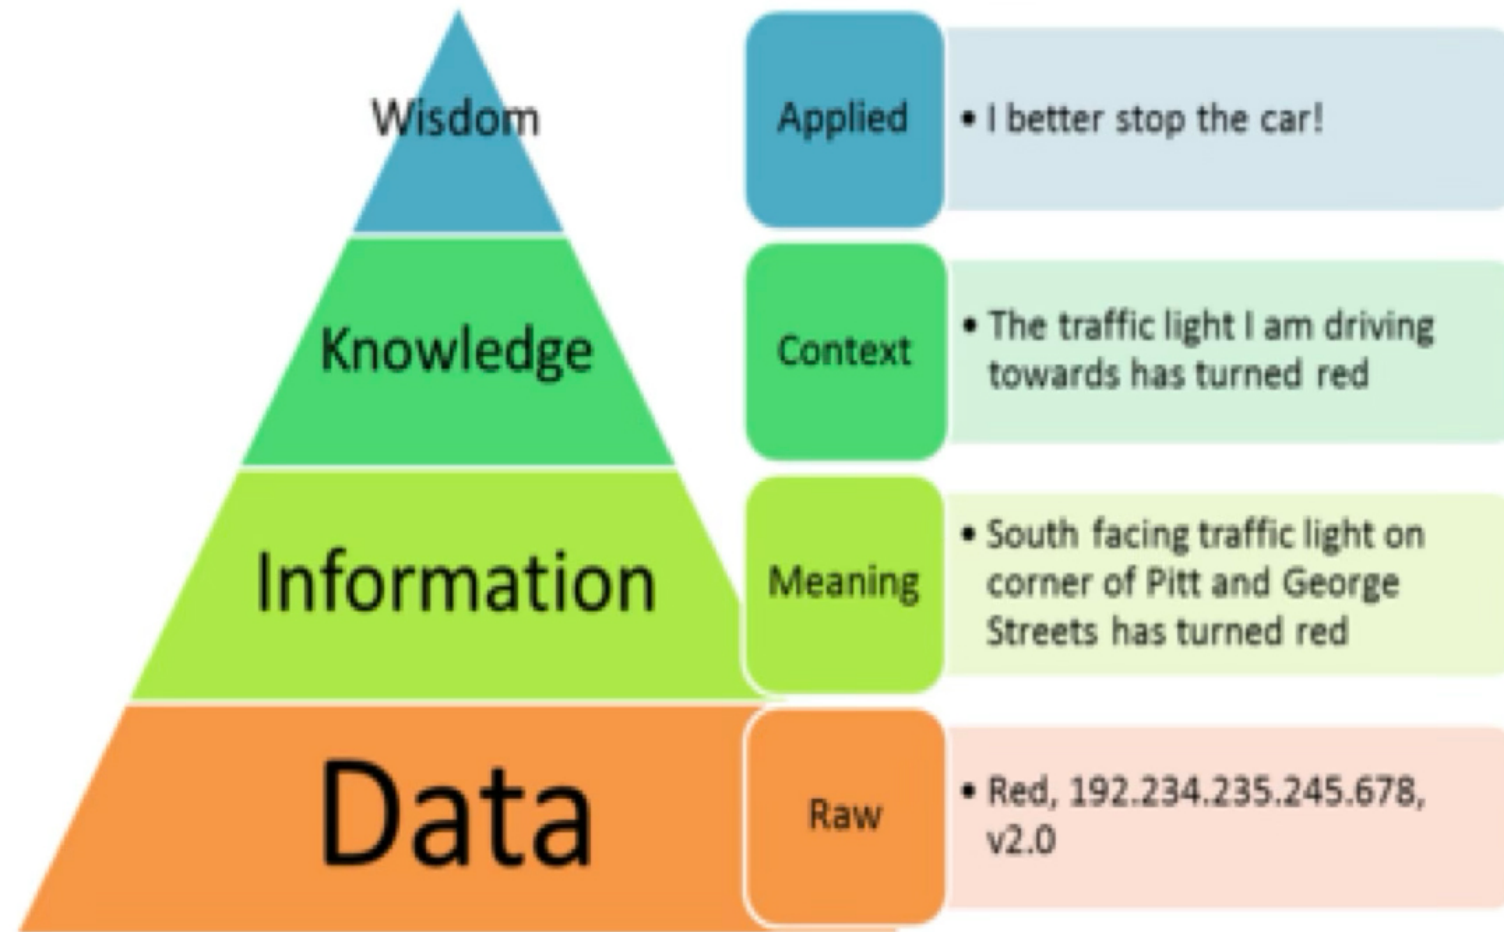 Wisdom
Applied
• I better stop the car!
Knowledge
Context
• The traffic light I am driving
towards has turned red
Information
Meaning
• South facing traffic light on
corner of Pitt and George
Streets has turned red
Data
Raw
• Red, 192.234.235.245.678,
v2.0